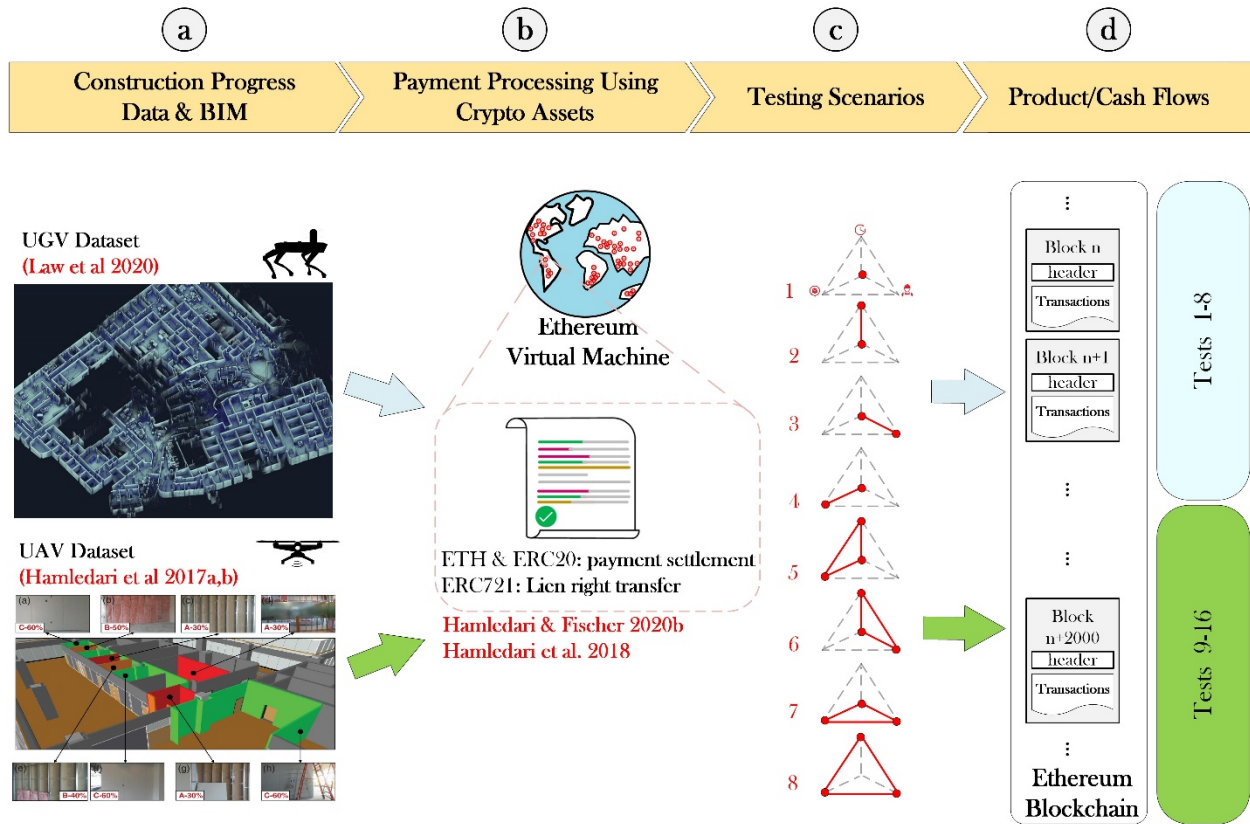 a
b
c
d
Construction Progress
Data & BIM
Payment Processing Using
Crypto Assets
Testing Scenarios
Product/Cash Flows
UGV Dataset
(Law et al 2020)
UAV Dataset
(Hamledari et al 2017a,b)
(a)
C-60%
(b)
B-50%
(c)
A-30%
A-30%
(e)
B-40%
C-60%
(g)
A-30%
(h)
C-60%
Ethereum
Virtual Machine
ETH & ERC20: payment settlement
ERC721: Lien right transfer
Hamledari & Fischer 2020b
Hamledari et al. 2018
1
2
3
4
5
6
7
8
...
Block n
header
Transactions
Block n+1
header
Transactions
...
...
Block
n+2000
header
Transactions
...
Ethereum
Blockchain
Tests 1-8
Tests 9-16